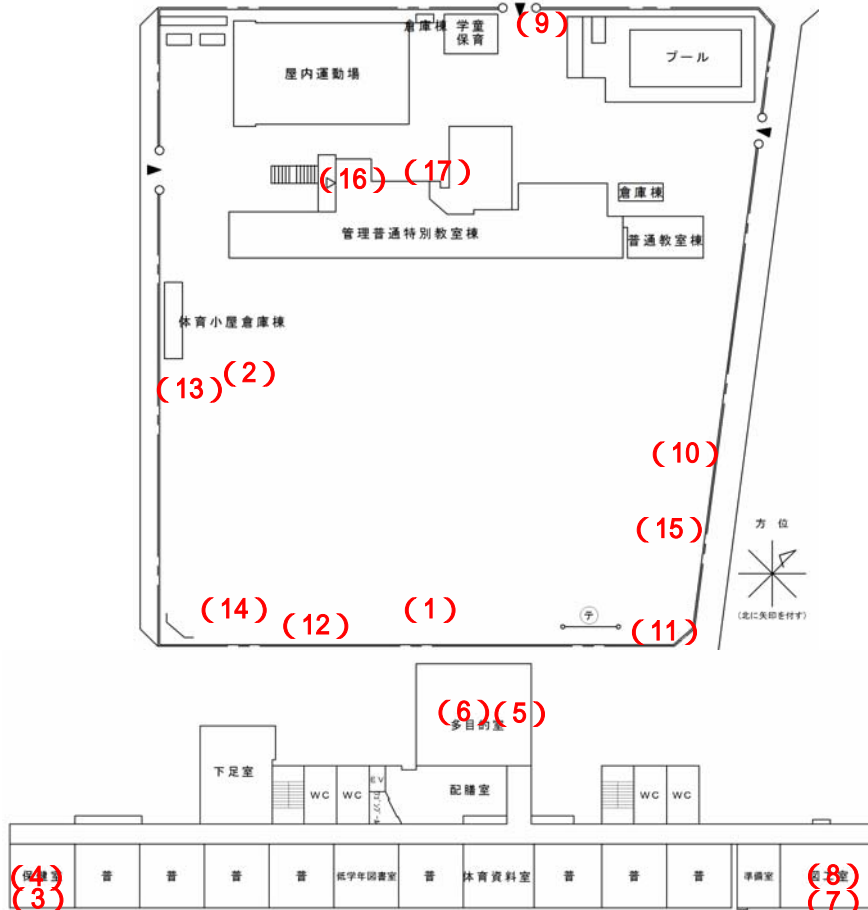 倉庫棟 学童保育 (9)
プール
屋内運動場
(16) (17)
倉庫棟
管理普通特別教室棟 普通教室棟
体育小屋倉庫棟
(2)
(13)
(10)
(15)
方 位
(北に矢印を付す)
(14) (12) (1) テ (11)
(6) (5)
多目的室
下足室
WC WC EV 配膳室 WC WC
(4) 保健室 普 普 普 普 低学年図書室 普 体育資料室 普 普 普 準備室 図工室 (8)
(3) (7)